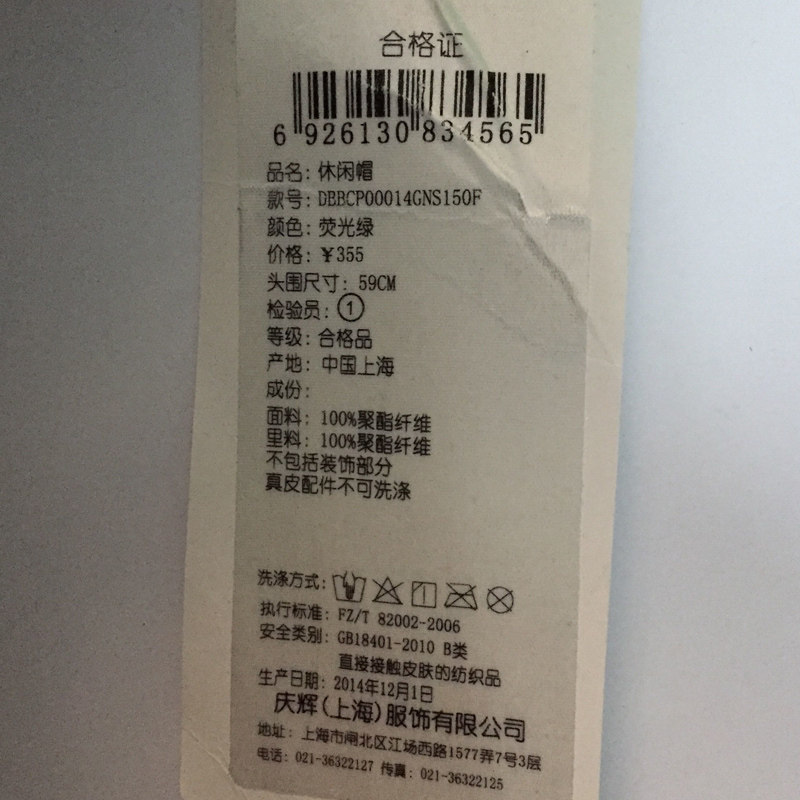 合格证
6 926130 834565
品名：休闲帽
款号：DBBCP00014GNS150F
颜色：荧光绿
价格：¥355
头围尺寸：59CM
检验员：①
等级：合格品
产地：中国上海
成份：
面料：100%聚酯纤维
里料：100%聚酯纤维
不包括装饰部分
真皮配件不可洗涤
洗涤方式：
执行标准：FZ/T 82002-2006
安全类别：GB18401-2010 B类
直接接触皮肤的纺织品
生产日期：2014年12月1日
庆辉(上海)服饰有限公司
地址：上海市闸北区江场西路1577弄7号3层
电话：021-36322127 传真：021-36322125